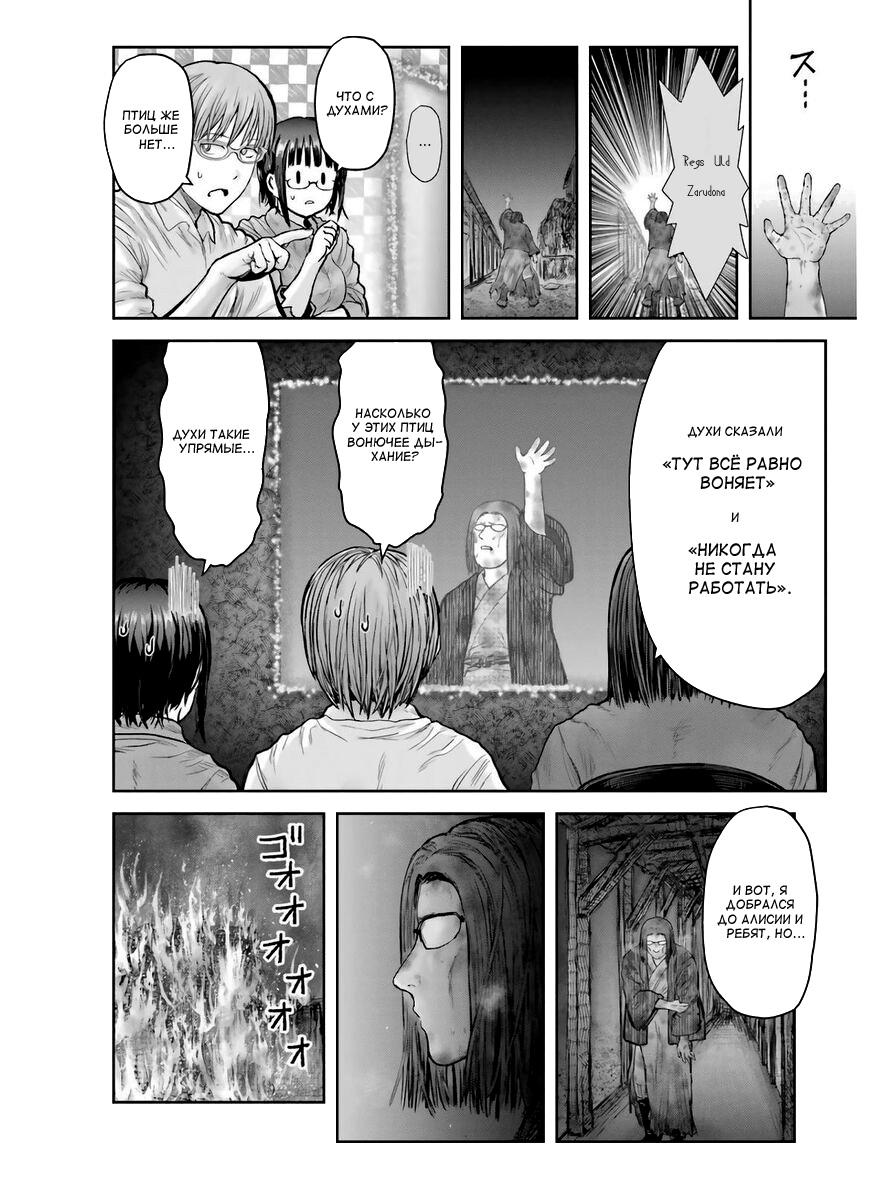 ス…
Regs Uld
Zarudona
...
ЧТО С
ДУХАМИ?
ПТИЦ ЖЕ
БОЛЬШЕ
НЕТ...
ДУХИ СКАЗАЛИ
«ТУТ ВСЁ РАВНО
ВОНЯЕТ»
И
«НИКОГДА
НЕ СТАНУ
РАБОТАТЬ».
НАСКОЛЬКО
У ЭТИХ ПТИЦ
ВОНЮЧЕЕ ДЫ-
ХАНИЕ?
ДУХИ ТАКИЕ
УПРЯМЫЕ...
И ВОТ, Я
ДОБРАЛСЯ
ДО АЛИСИИ И
РЕБЯТ, НО...
ゴオオオオオオ